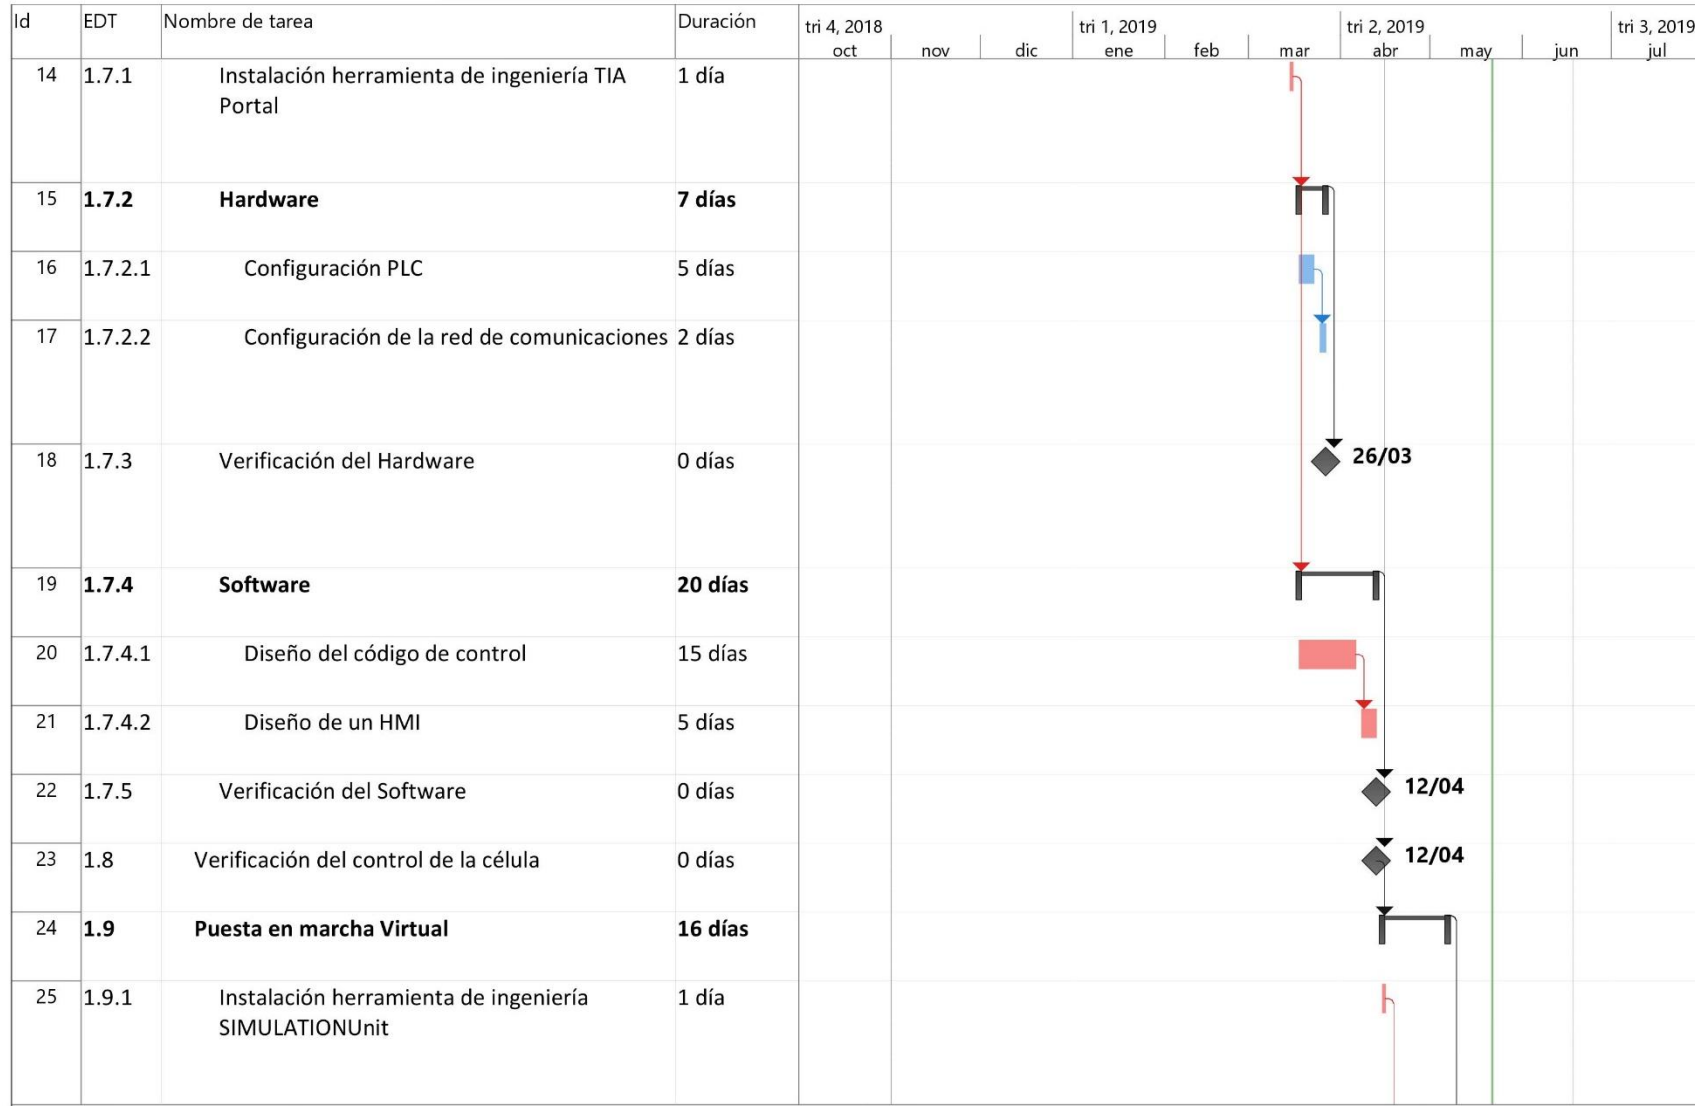 Id EDT Nombre de tarea Duración tri 4, 2018 tri 1, 2019 tri 2, 2019 tri 3, 2019
oct nov dic ene feb mar abr may jun jul
14 1.7.1 Instalación herramienta de ingeniería TIA 1 día
Portal
15 1.7.2 Hardware 7 días
16 1.7.2.1 Configuración PLC 5 días
17 1.7.2.2 Configuración de la red de comunicaciones 2 días
18 1.7.3 Verificación del Hardware 0 días 26/03
19 1.7.4 Software 20 días
20 1.7.4.1 Diseño del código de control 15 días
21 1.7.4.2 Diseño de un HMI 5 días
22 1.7.5 Verificación del Software 0 días 12/04
23 1.8 Verificación del control de la célula 0 días 12/04
24 1.9 Puesta en marcha Virtual 16 días
25 1.9.1 Instalación herramienta de ingeniería 1 día
SIMULATIONUnit